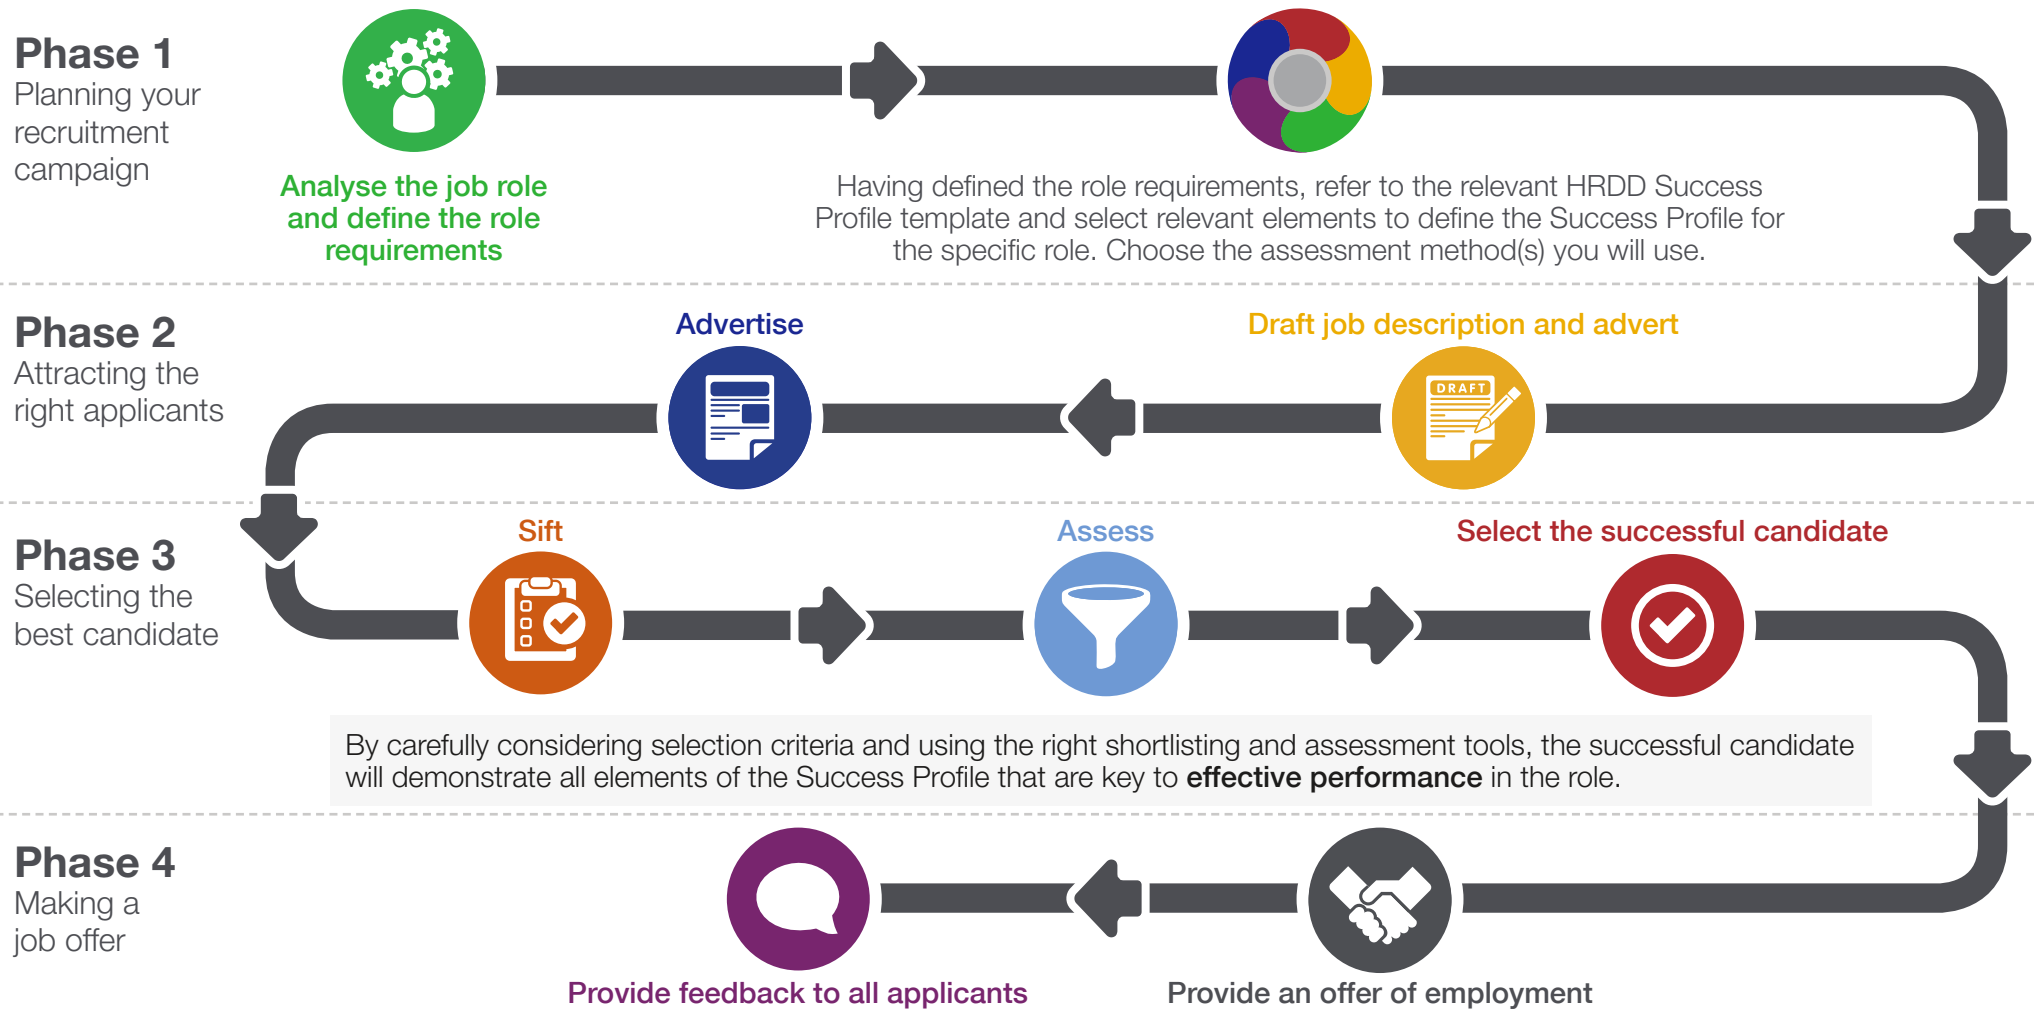 Phase 1
Planning your
recruitment
campaign
Analyse the job role
and define the role
requirements
Having defined the role requirements, refer to the relevant HRDD Success
Profile template and select relevant elements to define the Success Profile for
the specific role. Choose the assessment method(s) you will use.
Phase 2
Attracting the
right applicants
Advertise
Draft job description and advert
DRAFT
Phase 3
Selecting the
best candidate
Sift
Assess
Select the successful candidate
By carefully considering selection criteria and using the right shortlisting and assessment tools, the successful candidate
will demonstrate all elements of the Success Profile that are key to effective performance in the role.
Phase 4
Making a
job offer
Provide feedback to all applicants
Provide an offer of employment